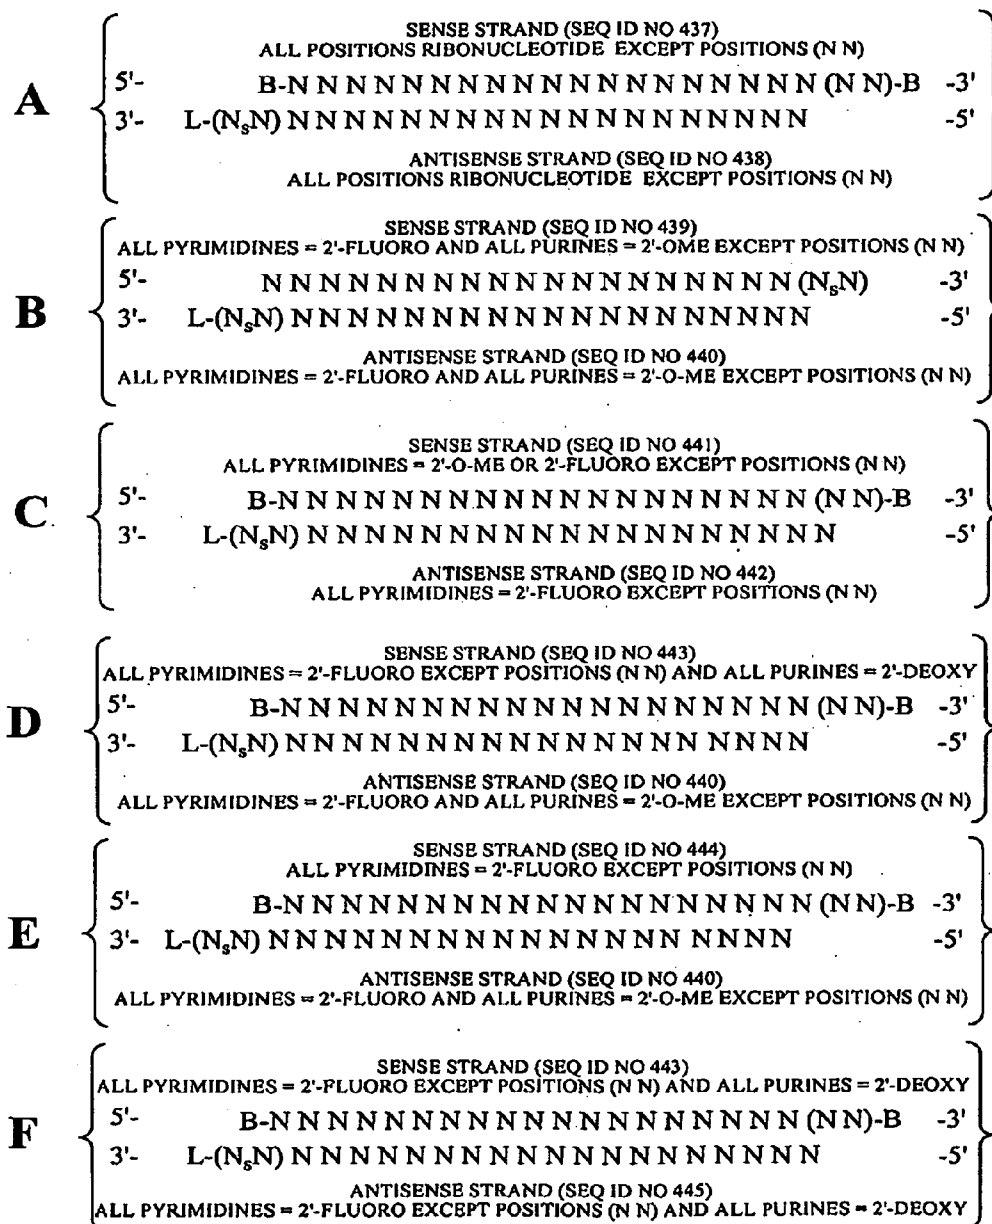 SENSE STRAND (SEQ ID NO 437)
ALL POSITIONS RIBONUCLEOTIDE EXCEPT POSITIONS (N N)
A 5'- B-N N N N N N N N N N N N N N N N N N N (N N)-B -3'
3'- L-(NsN) N N N N N N N N N N N N N N N N N N N -5'
ANTISENSE STRAND (SEQ ID NO 438)
ALL POSITIONS RIBONUCLEOTIDE EXCEPT POSITIONS (N N)
SENSE STRAND (SEQ ID NO 439)
ALL PYRIMIDINES = 2'-FLUORO AND ALL PURINES = 2'-OME EXCEPT POSITIONS (N N)
B 5'- N N N N N N N N N N N N N N N N N N N (NsN) -3'
3'- L-(NsN) N N N N N N N N N N N N N N N N N N N -5'
ANTISENSE STRAND (SEQ ID NO 440)
ALL PYRIMIDINES = 2'-FLUORO AND ALL PURINES = 2'-O-ME EXCEPT POSITIONS (N N)
SENSE STRAND (SEQ ID NO 441)
ALL PYRIMIDINES = 2'-O-ME OR 2'-FLUORO EXCEPT POSITIONS (N N)
C 5'- B-N N N N N N N N N N N N N N N N N N N (N N)-B -3'
3'- L-(NsN) N N N N N N N N N N N N N N N N N N N -5'
ANTISENSE STRAND (SEQ ID NO 442)
ALL PYRIMIDINES = 2'-FLUORO EXCEPT POSITIONS (N N)
SENSE STRAND (SEQ ID NO 443)
ALL PYRIMIDINES = 2'-FLUORO EXCEPT POSITIONS (N N) AND ALL PURINES = 2'-DEOXY
D 5'- B-N N N N N N N N N N N N N N N N N N N (N N)-B -3'
3'- L-(NsN) N N N N N N N N N N N N N N N N N N N -5'
ANTISENSE STRAND (SEQ ID NO 440)
ALL PYRIMIDINES = 2'-FLUORO AND ALL PURINES = 2'-O-ME EXCEPT POSITIONS (N N)
SENSE STRAND (SEQ ID NO 444)
ALL PYRIMIDINES = 2'-FLUORO EXCEPT POSITIONS (N N)
E 5'- B-N N N N N N N N N N N N N N N N N N N (N N)-B -3'
3'- L-(NsN) N N N N N N N N N N N N N N N N N N N -5'
ANTISENSE STRAND (SEQ ID NO 440)
ALL PYRIMIDINES = 2'-FLUORO AND ALL PURINES = 2'-O-ME EXCEPT POSITIONS (N N)
SENSE STRAND (SEQ ID NO 443)
ALL PYRIMIDINES = 2'-FLUORO EXCEPT POSITIONS (N N) AND ALL PURINES = 2'-DEOXY
F 5'- B-N N N N N N N N N N N N N N N N N N N (N N)-B -3'
3'- L-(NsN) N N N N N N N N N N N N N N N N N N N -5'
ANTISENSE STRAND (SEQ ID NO 445)
ALL PYRIMIDINES = 2'-FLUORO EXCEPT POSITIONS (N N) AND ALL PURINES = 2'-DEOXY